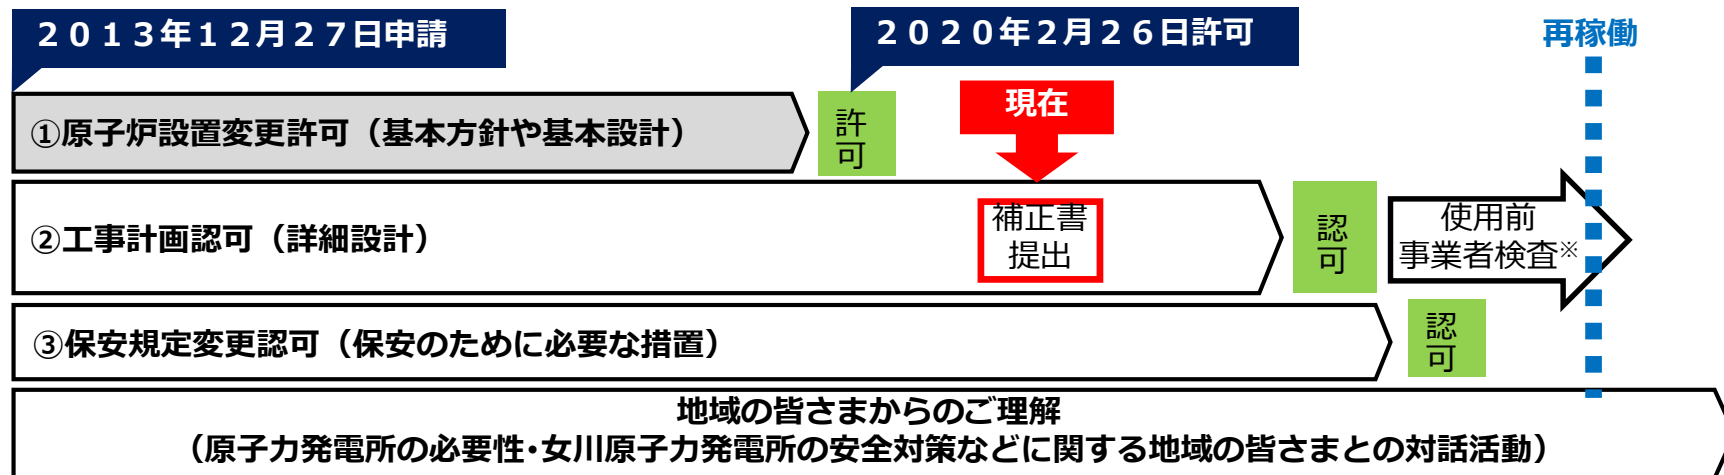 ２０１３年１２月２７日申請
２０２０年２月２６日許可
再稼働
現在
①原子炉設置変更許可（基本方針や基本設計）
許
可
②工事計画認可（詳細設計）
補正書
提出
認
可
使用前
事業者検査※
③保安規定変更認可（保安のために必要な措置）
認
可
地域の皆さまからのご理解
（原子力発電所の必要性・女川原子力発電所の安全対策などに関する地域の皆さまとの対話活動）